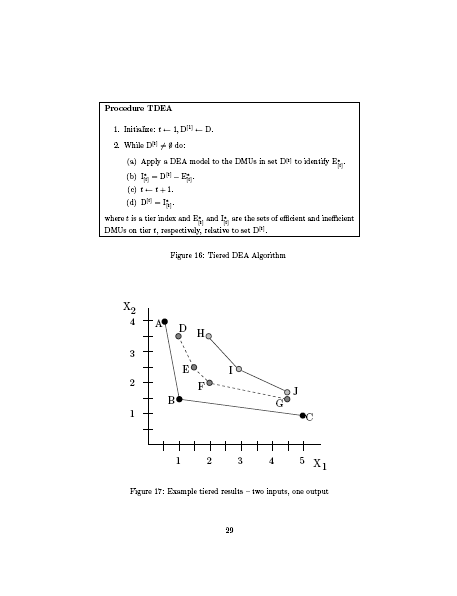 Procedure TDEA
1. Initialize: t ← 1, D[1] ← D.
2. While D[t] ≠ ∅ do:
(a) Apply a DEA model to the DMUs in set D[t] to identify E*[t].
(b) I*[t] = D[t] − E*[t].
(c) t ← t + 1.
(d) D[t] = I*[t].
where t is a tier index and E*[t] and I*[t] are the sets of efficient and inefficient
DMUs on tier t, respectively, relative to set D[t].
Figure 16: Tiered DEA Algorithm
X2
4
A
D
H
3
E
I
2
F
J
B
G
1
C
1 2 3 4 5 X1
Figure 17: Example tiered results – two inputs, one output
29